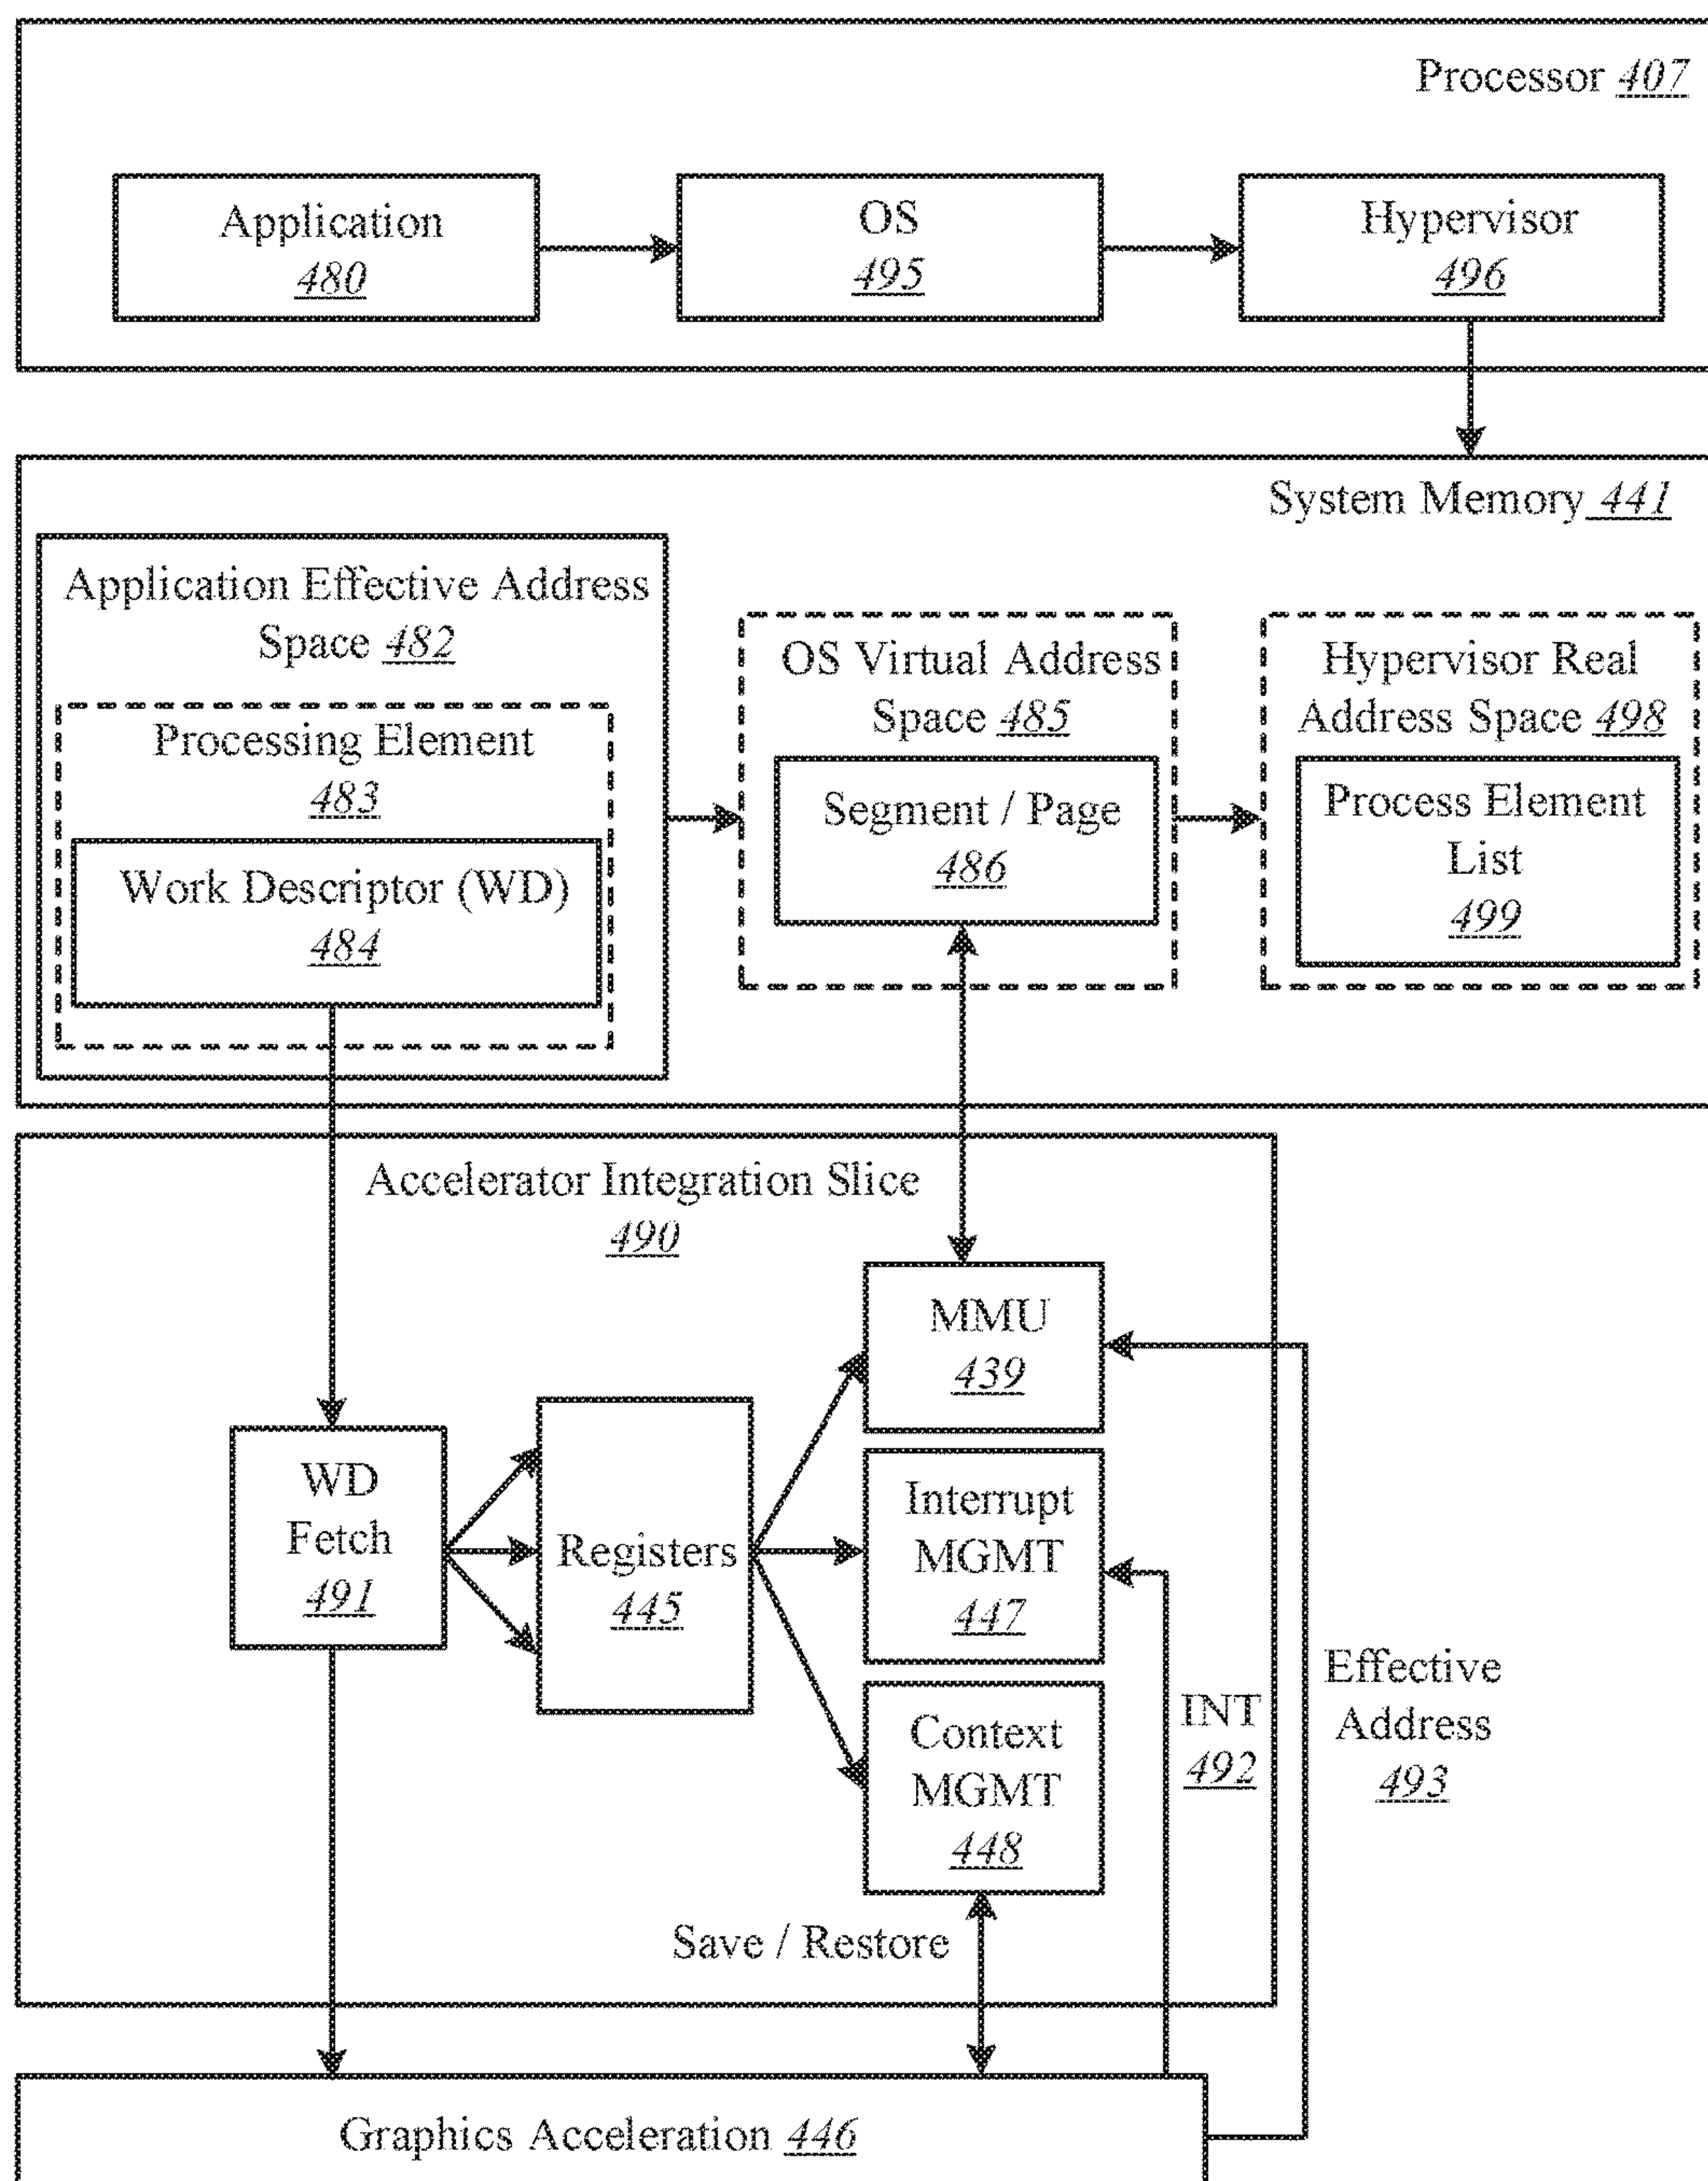 Processor 407
Application
480
OS
495
Hypervisor
496
System Memory 441
Application Effective Address
Space 482
Processing Element
483
Work Descriptor (WD)
484
OS Virtual Address
Space 485
Segment / Page
486
Hypervisor Real
Address Space 498
Process Element
List
499
Accelerator Integration Slice
490
MMU
439
WD
Fetch
491
Registers
445
Interrupt
MGMT
447
Context
MGMT
448
INT
492
Effective
Address
493
Save / Restore
Graphics Acceleration 446